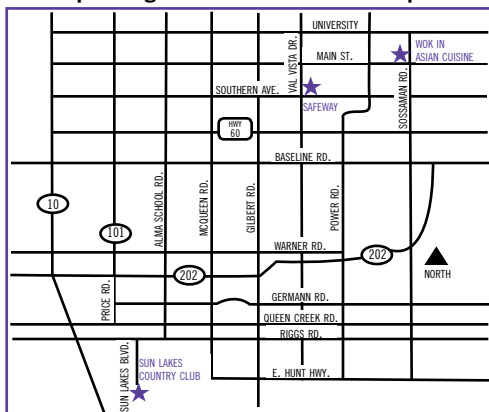 UNIVERSITY
WOK IN
ASIAN CUISINE
MAIN ST.
VAL VISTA DR.
SOSSAMAN RD.
SOUTHERN AVE.
SAFEWAY
HWY
60
BASELINE RD.
ALMA SCHOOL RD.
MCQUEEN RD.
GILBERT RD.
POWER RD.
10
101
WARNER RD.
202
202
NORTH
PRICE RD.
GERMANN RD.
QUEEN CREEK RD.
RIGGS RD.
SUN LAKES BLVD.
SUN LAKES
COUNTRY CLUB
E. HUNT HWY.